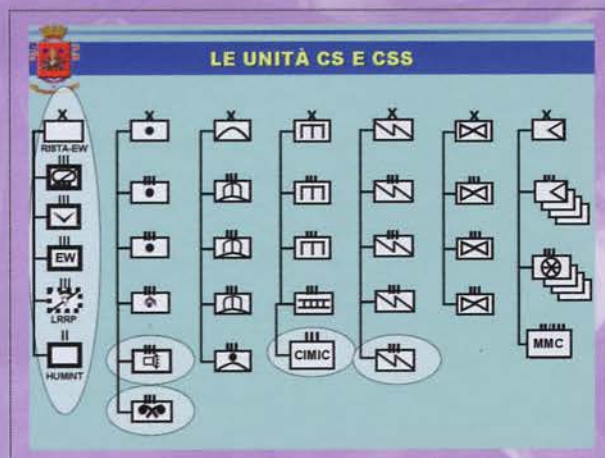 LE UNITÀ CS E CSS
RISTA-EW
EW
LRRP
HUMINT
CIMIC
MMC